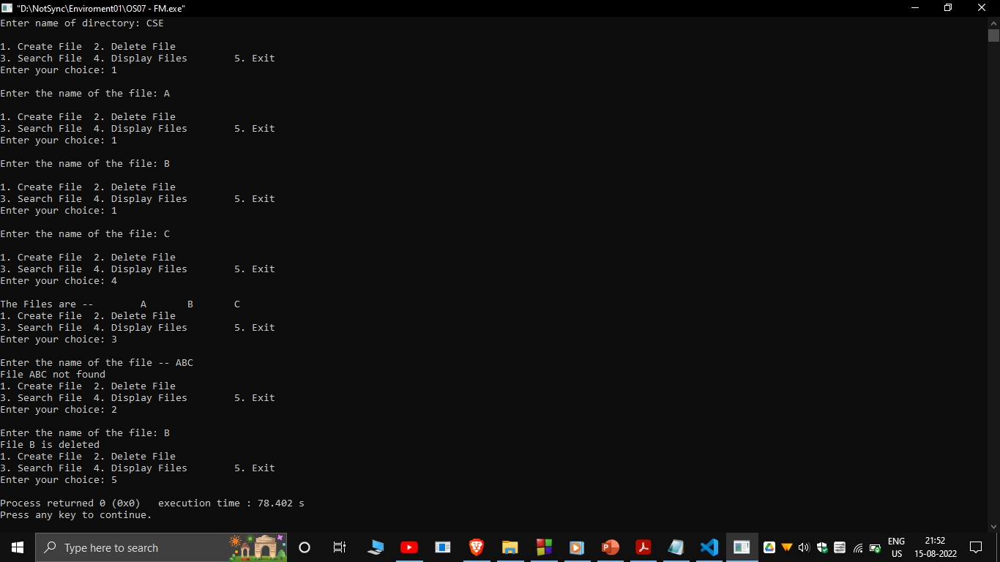 "D:\NotSync\Enviroment01\OS07 - FM.exe"
Enter name of directory: CSE
1. Create File  2. Delete File
3. Search File  4. Display Files        5. Exit
Enter your choice: 1
Enter the name of the file: A
1. Create File  2. Delete File
3. Search File  4. Display Files        5. Exit
Enter your choice: 1
Enter the name of the file: B
1. Create File  2. Delete File
3. Search File  4. Display Files        5. Exit
Enter your choice: 1
Enter the name of the file: C
1. Create File  2. Delete File
3. Search File  4. Display Files        5. Exit
Enter your choice: 4
The Files are --        A       B       C
1. Create File  2. Delete File
3. Search File  4. Display Files        5. Exit
Enter your choice: 3
Enter the name of the file -- ABC
File ABC not found
1. Create File  2. Delete File
3. Search File  4. Display Files        5. Exit
Enter your choice: 2
Enter the name of the file: B
File B is deleted
1. Create File  2. Delete File
3. Search File  4. Display Files        5. Exit
Enter your choice: 5
Process returned 0 (0x0)   execution time : 78.402 s
Press any key to continue.
Type here to search
ENG
US
21:52
15-08-2022